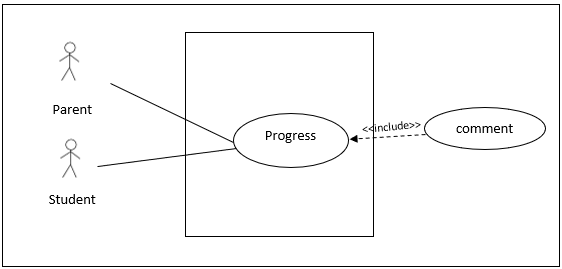 Parent
Progress
<<include>>
comment
Student